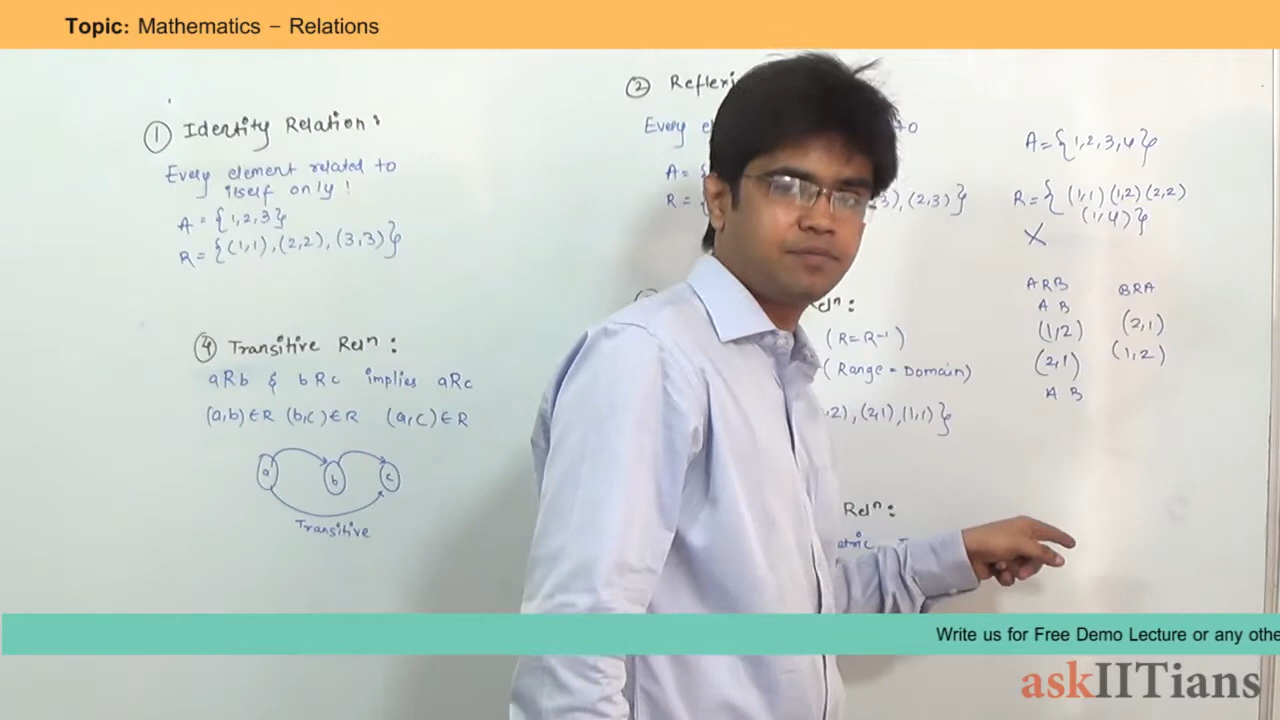 Topic: Mathematics – Relations
① Identity Relation:
Every element related to
itself only!
A = {1,2,3}
R = {(1,1),(2,2),(3,3)}
④ Transitive Relⁿ:
aRb & bRc implies aRc
(a,b)∈R (b,c)∈R (a,c)∈R
a b c
Transitive
②
Every
to
A = {
R = {
3),(2,3)}
Relⁿ:
(R=R⁻¹)
(Range = Domain)
2),(2,1),(1,1)}
Relⁿ:
A={1,2,3,4}
R={(1,1)(1,2)(2,2)
(1,4)}
X
ARB BRA
A B
(1,2) (2,1)
(2,1) (1,2)
A B
Write us for Free Demo Lecture or any othe
askIITians